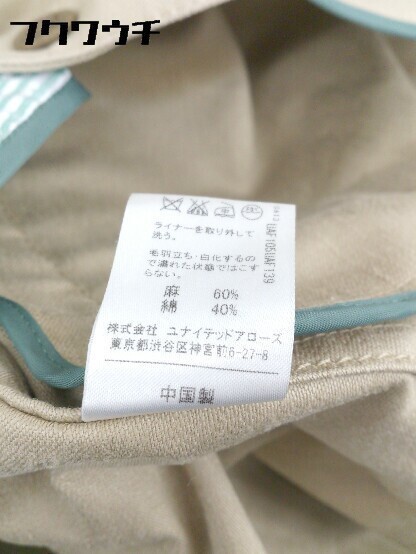 フクワウチ
ライナーを取り外して
洗う。
毛羽立ち・白化するの
で濡れた状態ではこす
らない。
麻 60%
綿 40%
株式会社 ユナイテッドアローズ
東京都渋谷区神宮前6-27-8
中国製
UAF105UAF139